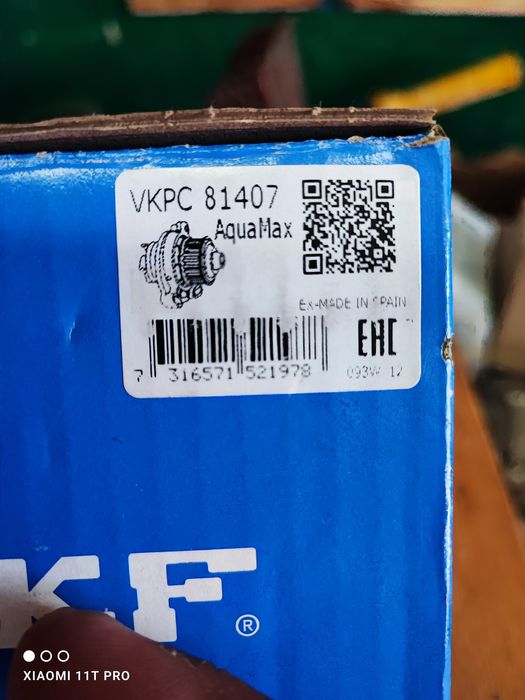 VKPC 81407
AquaMax
Ex-MADE IN SPAIN
EAC
7 316571 521978
093W 12
KF®
XIAOMI 11T PRO